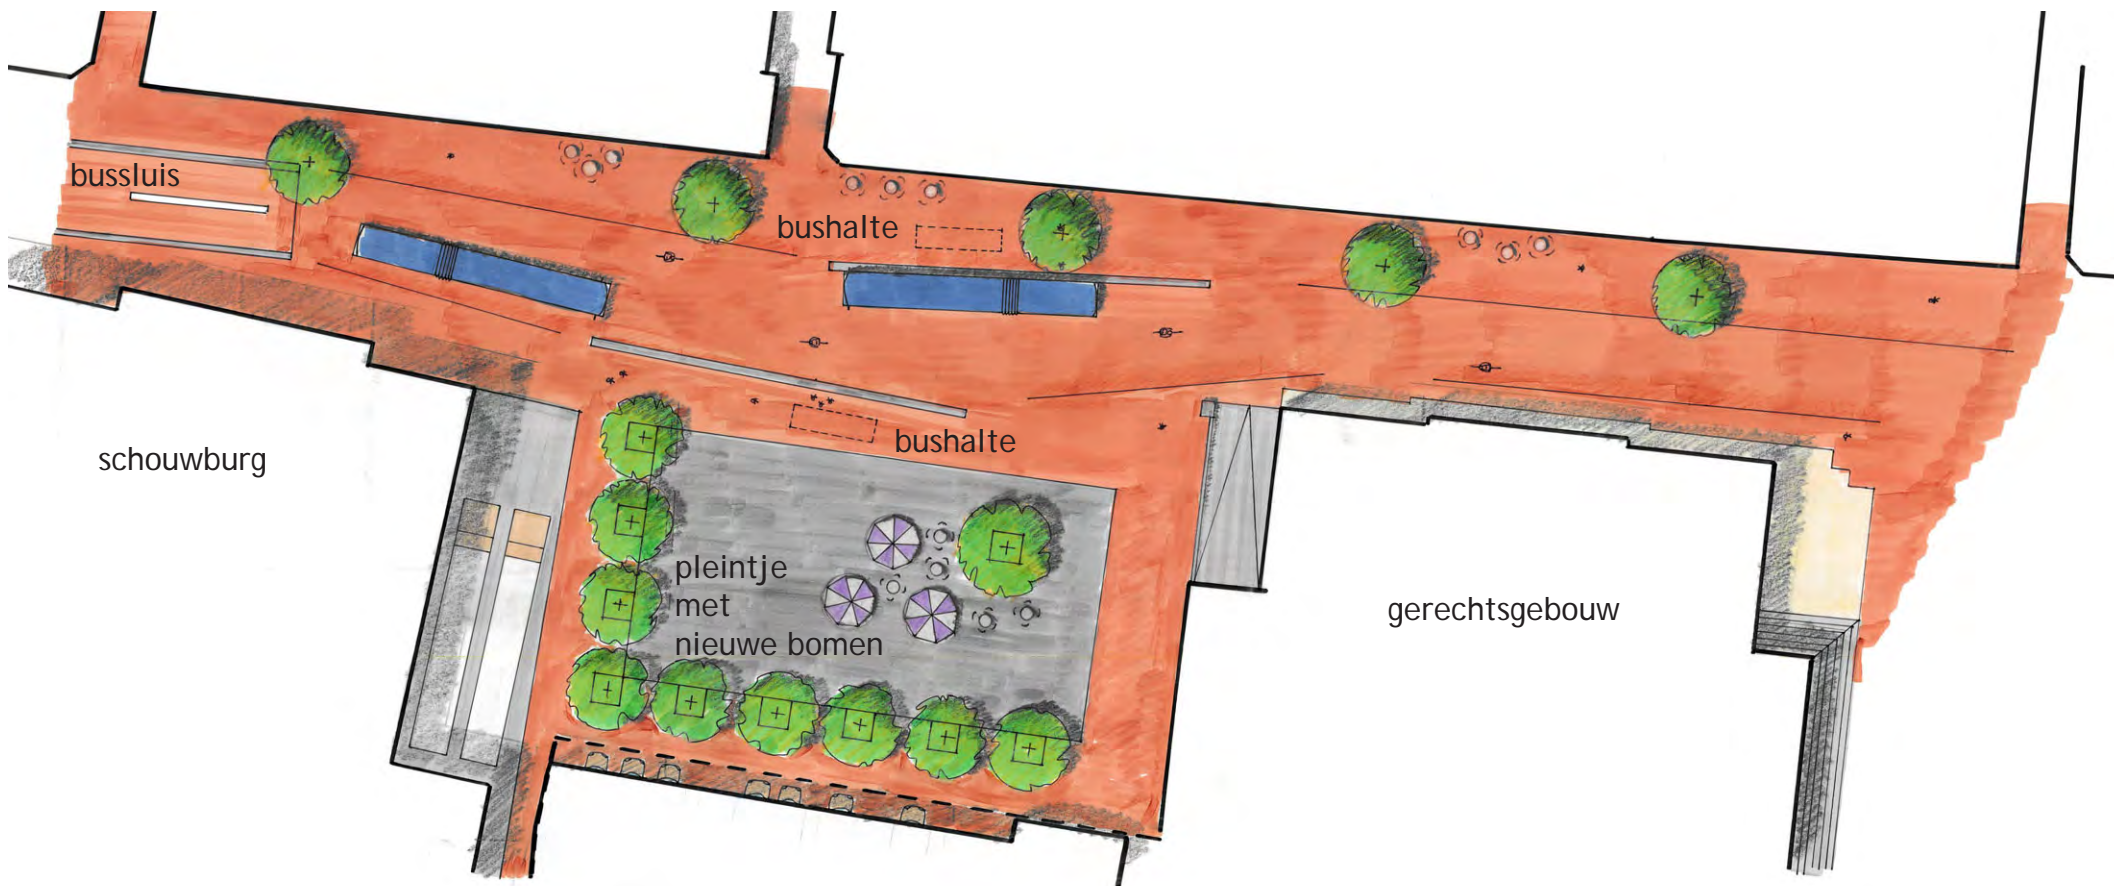 bussluis
bushalte
bushalte
schouwburg
pleintje
met
nieuwe bomen
gerechtsgebouw